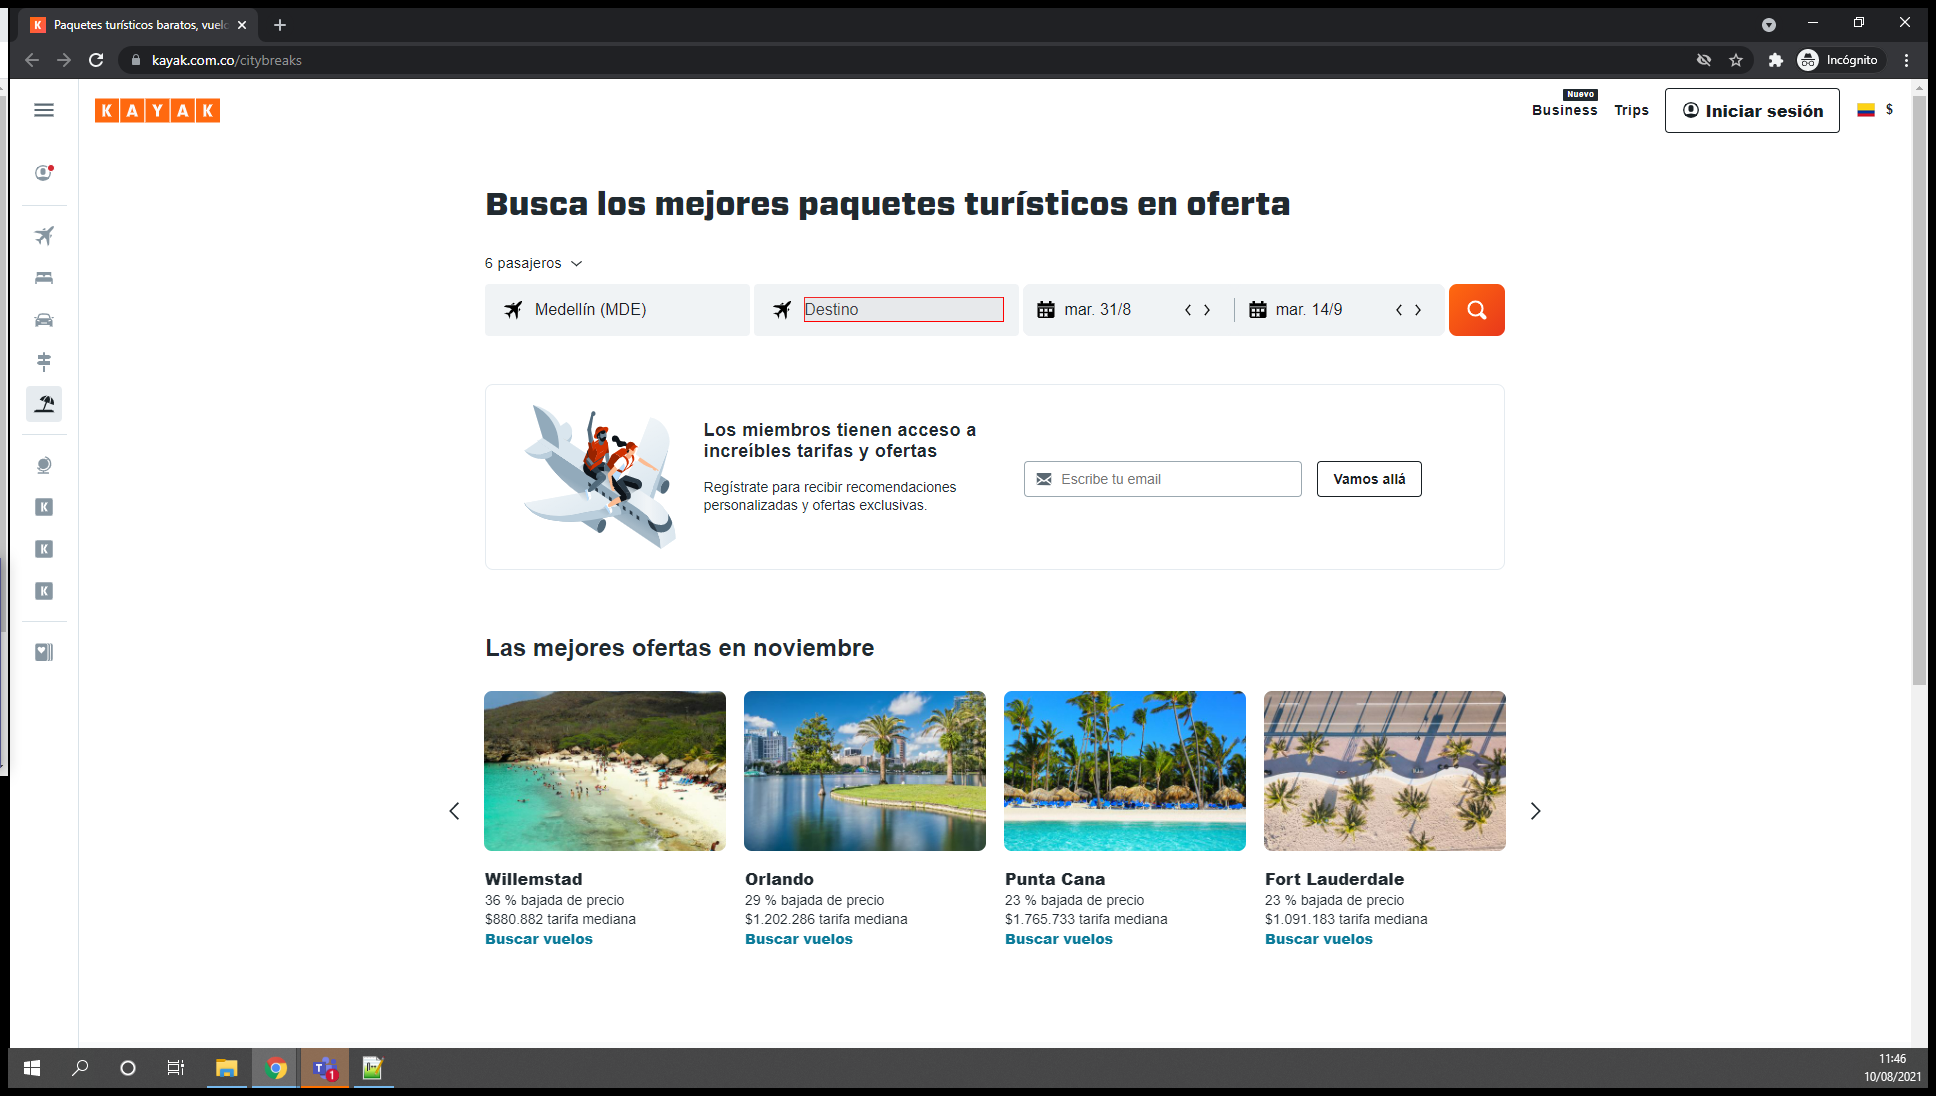 Paquetes turísticos baratos, vuel
kayak.com.co/citybreaks
Incógnito
KAYAK
Nuevo
Business
Trips
Iniciar sesión
$
Busca los mejores paquetes turísticos en oferta
6 pasajeros
Medellín (MDE)
Destino
mar. 31/8
mar. 14/9
Los miembros tienen acceso a
increíbles tarifas y ofertas
Regístrate para recibir recomendaciones
personalizadas y ofertas exclusivas.
Escribe tu email
Vamos allá
Las mejores ofertas en noviembre
Willemstad
36 % bajada de precio
$880.882 tarifa mediana
Buscar vuelos
Orlando
29 % bajada de precio
$1.202.286 tarifa mediana
Buscar vuelos
Punta Cana
23 % bajada de precio
$1.765.733 tarifa mediana
Buscar vuelos
Fort Lauderdale
23 % bajada de precio
$1.091.183 tarifa mediana
Buscar vuelos
K
K
K
1
11:46
10/08/2021